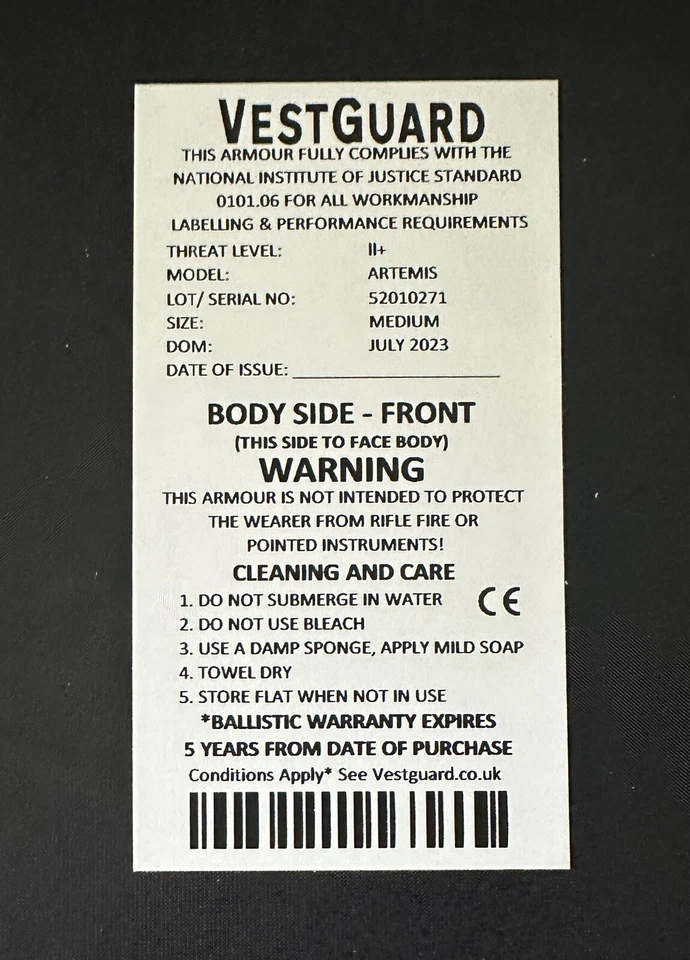 VESTGUARD
THIS ARMOUR FULLY COMPLIES WITH THE
NATIONAL INSTITUTE OF JUSTICE STANDARD
0101.06 FOR ALL WORKMANSHIP
LABELLING & PERFORMANCE REQUIREMENTS
THREAT LEVEL: II+
MODEL: ARTEMIS
LOT/ SERIAL NO: 52010271
SIZE: MEDIUM
DOM: JULY 2023
DATE OF ISSUE:
BODY SIDE - FRONT
(THIS SIDE TO FACE BODY)
WARNING
THIS ARMOUR IS NOT INTENDED TO PROTECT
THE WEARER FROM RIFLE FIRE OR
POINTED INSTRUMENTS!
CLEANING AND CARE
1. DO NOT SUBMERGE IN WATER
CE
2. DO NOT USE BLEACH
3. USE A DAMP SPONGE, APPLY MILD SOAP
4. TOWEL DRY
5. STORE FLAT WHEN NOT IN USE
*BALLISTIC WARRANTY EXPIRES
5 YEARS FROM DATE OF PURCHASE
Conditions Apply* See Vestguard.co.uk